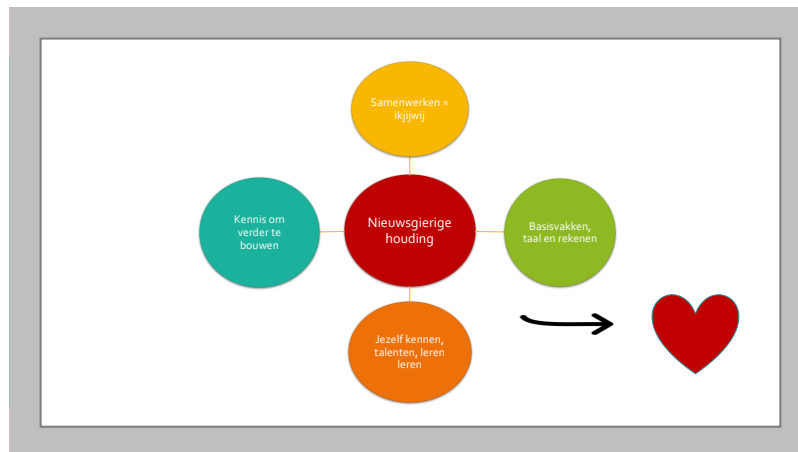 Samenwerken =
ikjijwij
Kennis om
verder te
bouwen
Nieuwsgierige
houding
Basisvakken,
taal en rekenen
Jezelf kennen,
talenten, leren
leren